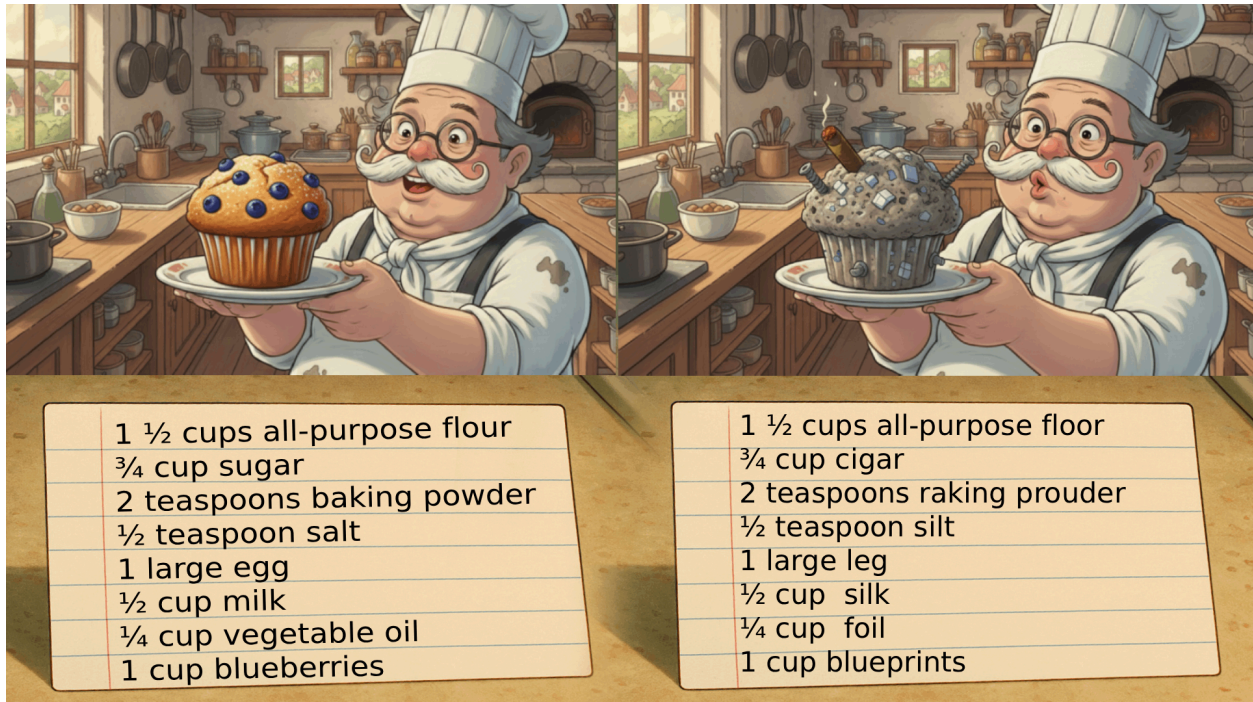 1 ½ cups all-purpose flour
¾ cup sugar
2 teaspoons baking powder
½ teaspoon salt
1 large egg
½ cup milk
¼ cup vegetable oil
1 cup blueberries
1 ½ cups all-purpose floor
¾ cup cigar
2 teaspoons raking prouder
½ teaspoon silt
1 large leg
½ cup silk
¼ cup foil
1 cup blueprints